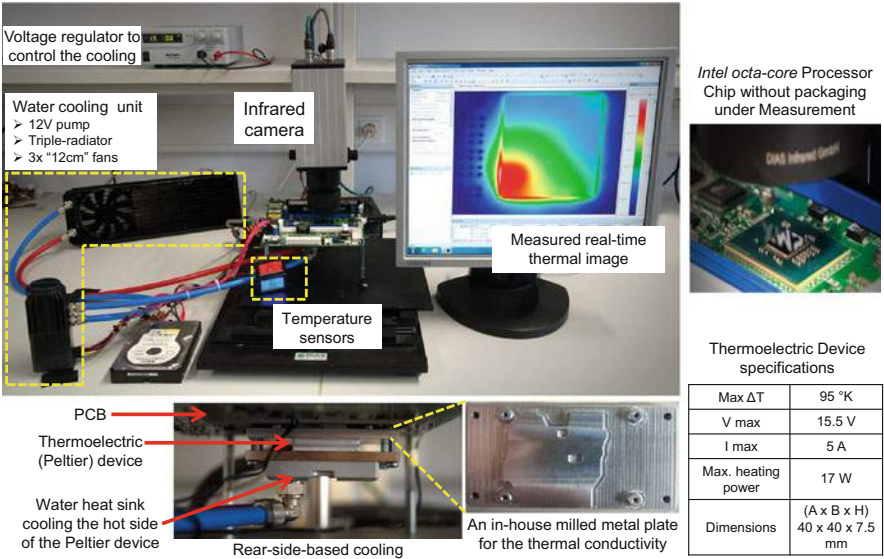 Voltage regulator to
control the cooling
Water cooling unit
➢ 12V pump
➢ Triple-radiator
➢ 3x “12cm” fans
Infrared
camera
Measured real-time
thermal image
Temperature
sensors
Intel octa-core Processor
Chip without packaging
under Measurement
DIAS Infrared GmbH
PCB
Thermoelectric
(Peltier) device
Water heat sink
cooling the hot side
of the Peltier device
Rear-side-based cooling
An in-house milled metal plate
for the thermal conductivity
Thermoelectric Device
specifications
Max ΔT 95 °K
V max 15.5 V
I max 5 A
Max. heating
power 17 W
Dimensions (A x B x H)
40 x 40 x 7.5
mm